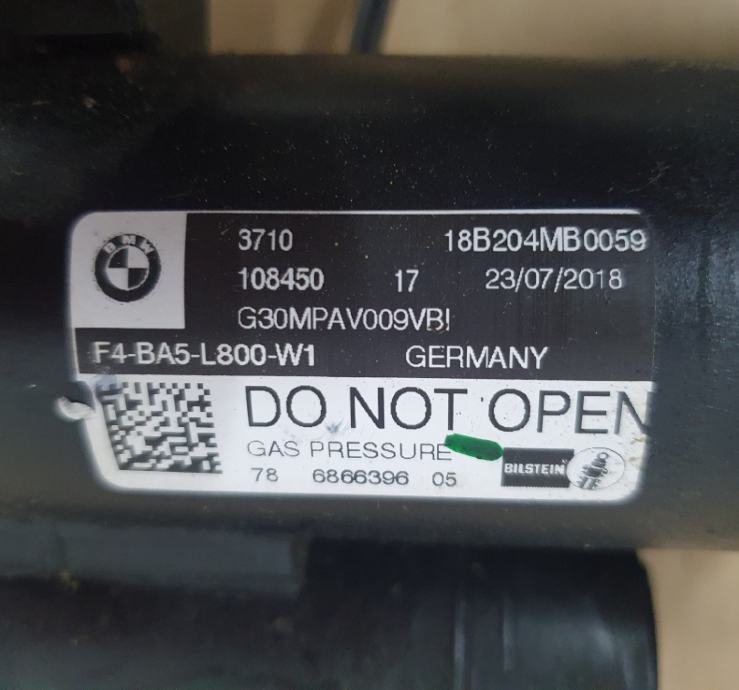 BMW
3710 18B204MB0059
108450 17 23/07/2018
G30MPAV009VBI
F4-BA5-L800-W1 GERMANY
DO NOT OPEN
GAS PRESSURE
BILSTEIN
78 6866396 05